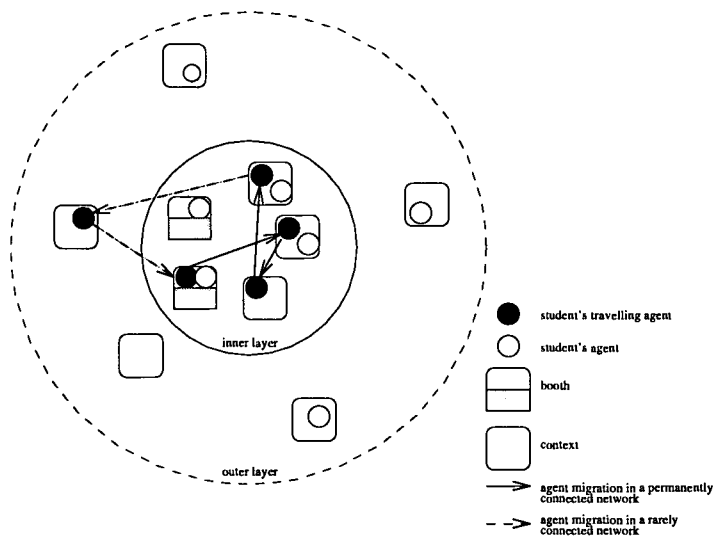 inner layer
outer layer
student's travelling agent
student's agent
booth
context
agent migration in a permanently
connected network
agent migration in a rarely
connected network